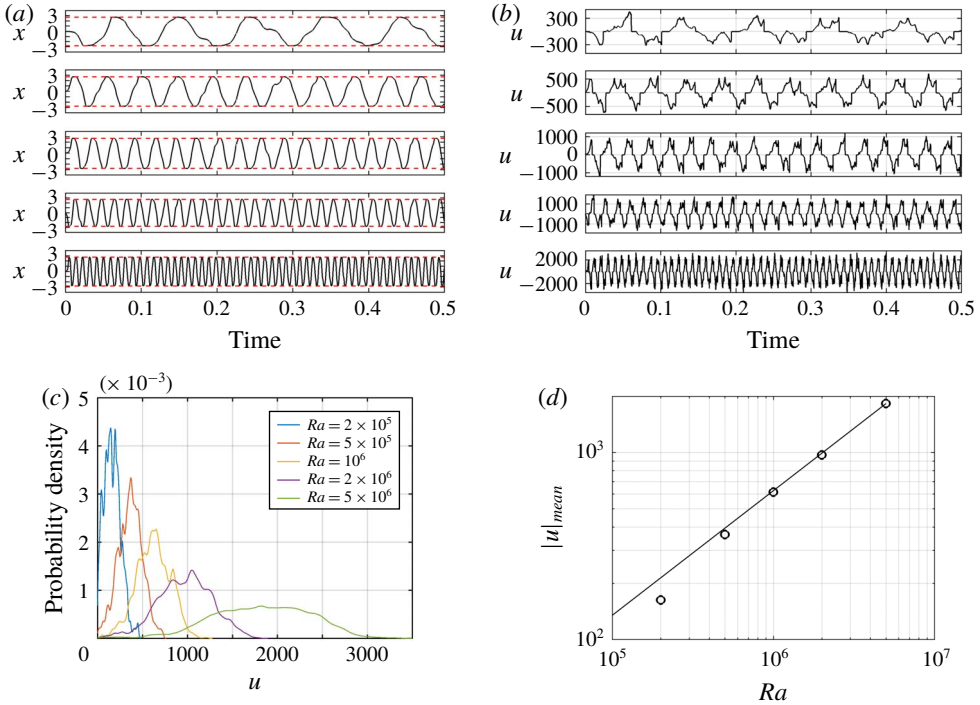 (a)
3
x 0
−3
3
x 0
−3
3
x 0
−3
3
x 0
−3
3
x 0
−3
0 0.1 0.2 0.3 0.4 0.5
Time
(b)
300
u
−300
500
u
−500
1000
u 0
−1000
1000
u
−1000
2000
u
−2000
0 0.1 0.2 0.3 0.4 0.5
Time
(c)
(× 10⁻³)
5
4
3
2
1
0 1000 2000 3000
Probability density
u
Ra = 2 × 10⁵
Ra = 5 × 10⁵
Ra = 10⁶
Ra = 2 × 10⁶
Ra = 5 × 10⁶
(d)
10³
10²
|u|mean
10⁵ 10⁶ 10⁷
Ra